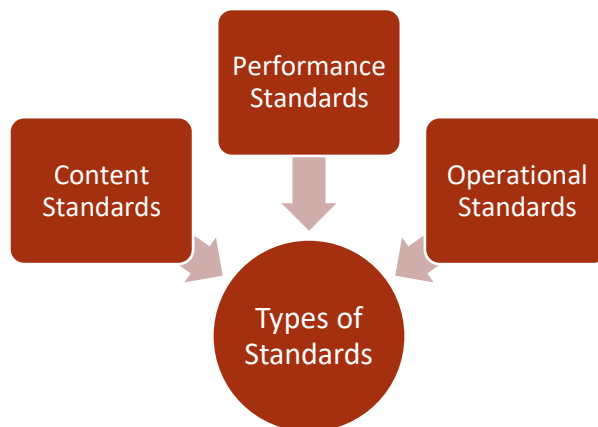 Performance
Standards
Content
Standards
Operational
Standards
Types of
Standards